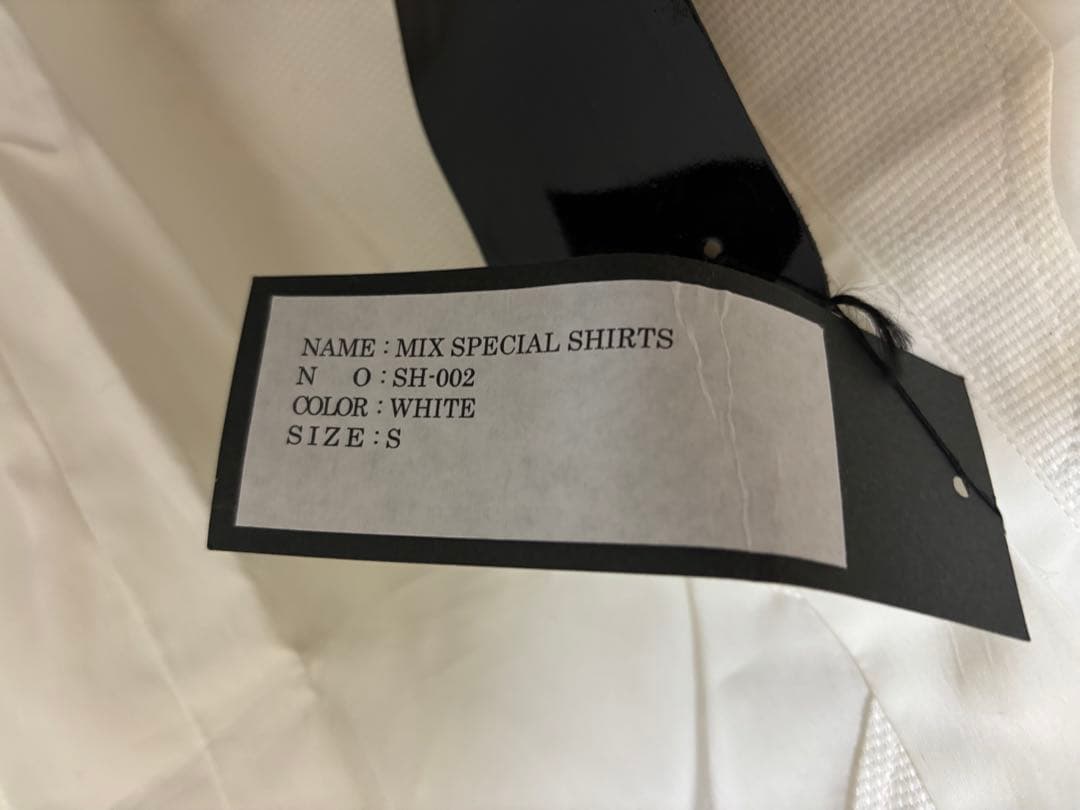 NAME : MIX SPECIAL SHIRTS
N O : SH-002
COLOR : WHITE
SIZE : S